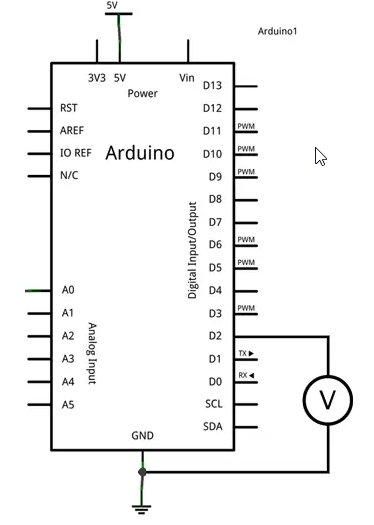 5V
Arduino1
3V3 5V Vin
Power
D13
RST
D12
AREF
D11 PWM
IO REF
Arduino
D10 PWM
N/C
D9 PWM
D8
D7
Digital Input/Output
D6 PWM
D5 PWM
A0
D4
A1
D3 PWM
A2
D2
Analog Input
A3
D1 TX ▶
A4
D0 RX ◀
A5
SCL
SDA
V
GND